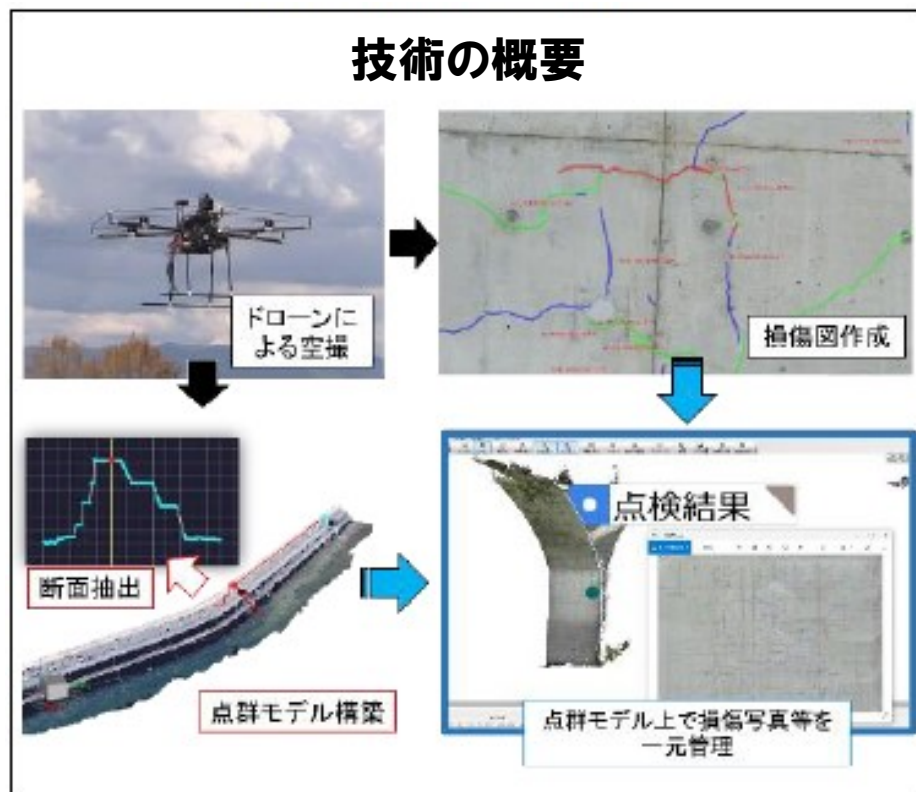 技術の概要
ドローンに
よる空撮
損傷図作成
断面抽出
点検結果
点群モデル構築
点群モデル上で損傷写真等を
一元管理